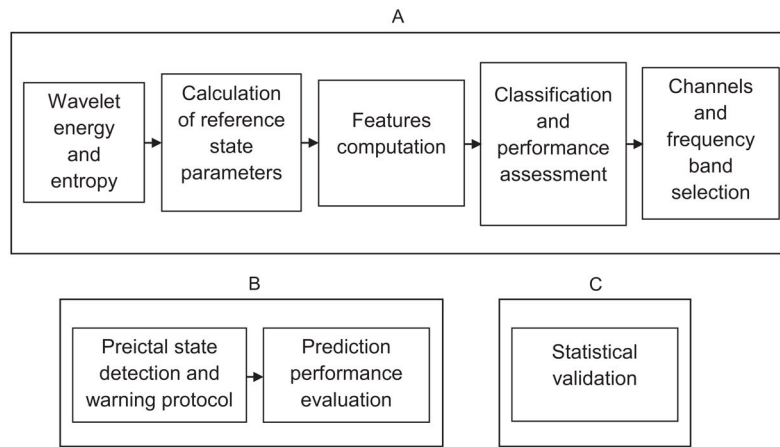 A
Wavelet
energy
and
entropy
Calculation
of reference
state
parameters
Features
computation
Classification
and
performance
assessment
Channels
and
frequency
band
selection
B
Preictal state
detection and
warning protocol
Prediction
performance
evaluation
C
Statistical
validation